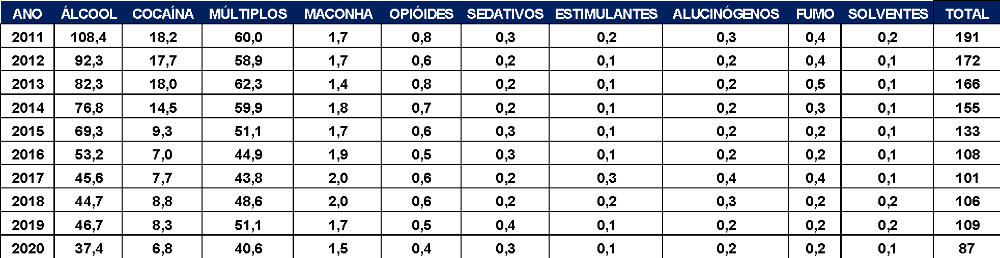 ANO ÁLCOOL COCAÍNA MÚLTIPLOS MACONHA OPIÓIDES SEDATIVOS ESTIMULANTES ALUCINÓGENOS FUMO SOLVENTES TOTAL
2011 108,4 18,2 60,0 1,7 0,8 0,3 0,2 0,3 0,4 0,2 191
2012 92,3 17,7 58,9 1,7 0,6 0,2 0,1 0,2 0,4 0,1 172
2013 82,3 18,0 62,3 1,4 0,8 0,2 0,1 0,2 0,5 0,1 166
2014 76,8 14,5 59,9 1,8 0,7 0,2 0,1 0,2 0,3 0,1 155
2015 69,3 9,3 51,1 1,7 0,6 0,3 0,1 0,2 0,2 0,1 133
2016 53,2 7,0 44,9 1,9 0,5 0,3 0,1 0,2 0,2 0,1 108
2017 45,6 7,7 43,8 2,0 0,6 0,2 0,3 0,4 0,4 0,1 101
2018 44,7 8,8 48,6 2,0 0,6 0,2 0,2 0,3 0,2 0,2 106
2019 46,7 8,3 51,1 1,7 0,5 0,4 0,1 0,2 0,2 0,2 109
2020 37,4 6,8 40,6 1,5 0,4 0,3 0,1 0,2 0,2 0,1 87